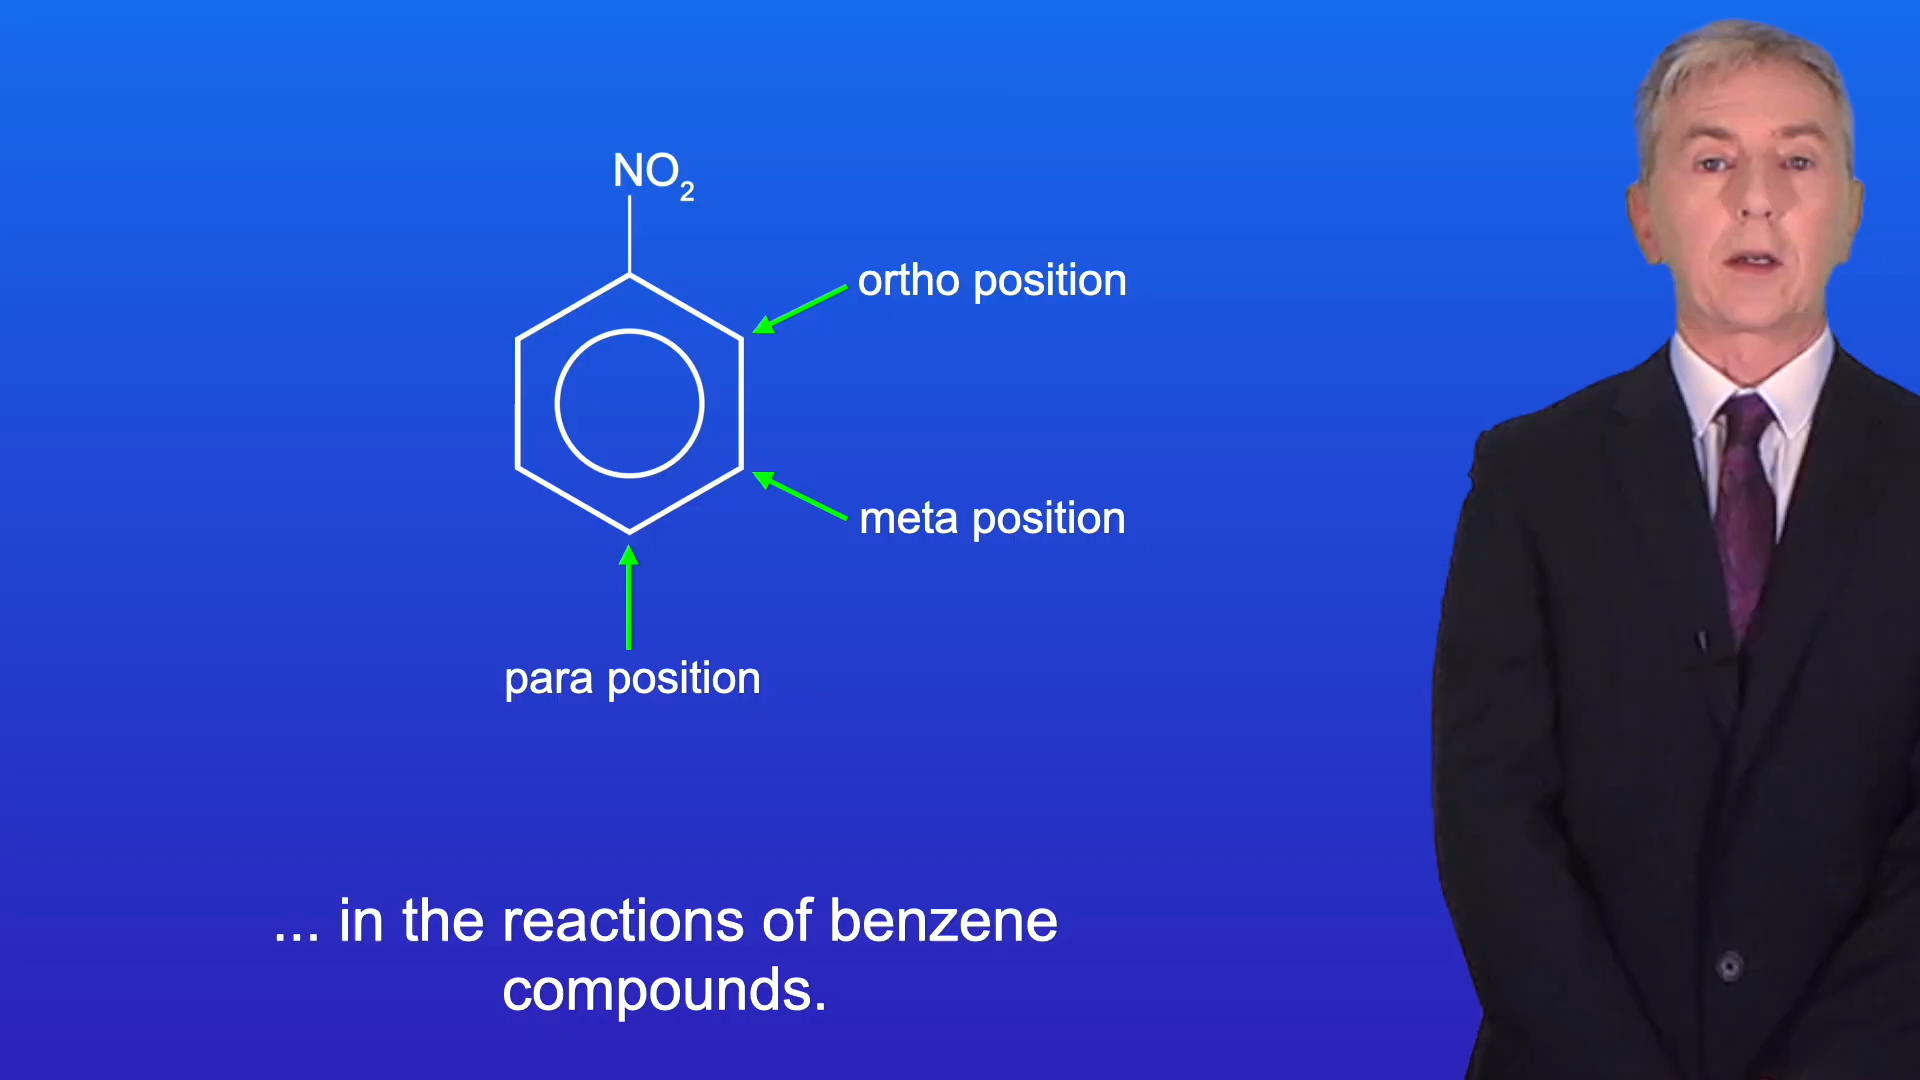 NO2
ortho position
meta position
para position
... in the reactions of benzene
compounds.